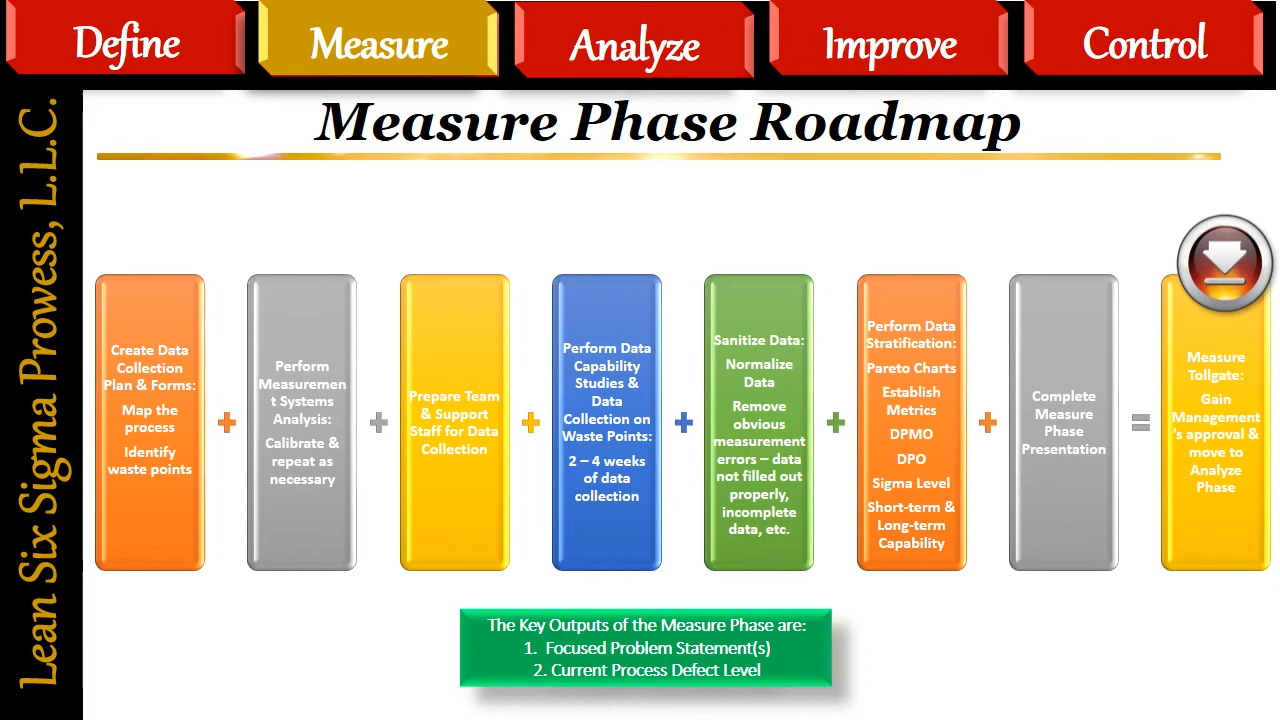 Define
Measure
Analyze
Improve
Control
Lean Six Sigma Prowess, L.L.C.
Measure Phase Roadmap
Create Data
Collection
Plan & Forms:
Map the
process
Identify
waste points
+
Perform
Measuremen
t Systems
Analysis:
Calibrate &
repeat as
necessary
+
Prepare Team
& Support
Staff for Data
Collection
+
Perform Data
Capability
Studies &
Data
Collection on
Waste Points:
2 – 4 weeks
of data
collection
+
Sanitize Data:
Normalize
Data
Remove
obvious
measurement
errors – data
not filled out
properly,
incomplete
data, etc.
+
Perform Data
Stratification:
Pareto Charts
Establish
Metrics
DPMO
DPO
Sigma Level
Short-term &
Long-term
Capability
+
Complete
Measure
Phase
Presentation
=
Measure
Tollgate:
Gain
Management
's approval &
move to
Analyze
Phase
The Key Outputs of the Measure Phase are:
1. Focused Problem Statement(s)
2. Current Process Defect Level